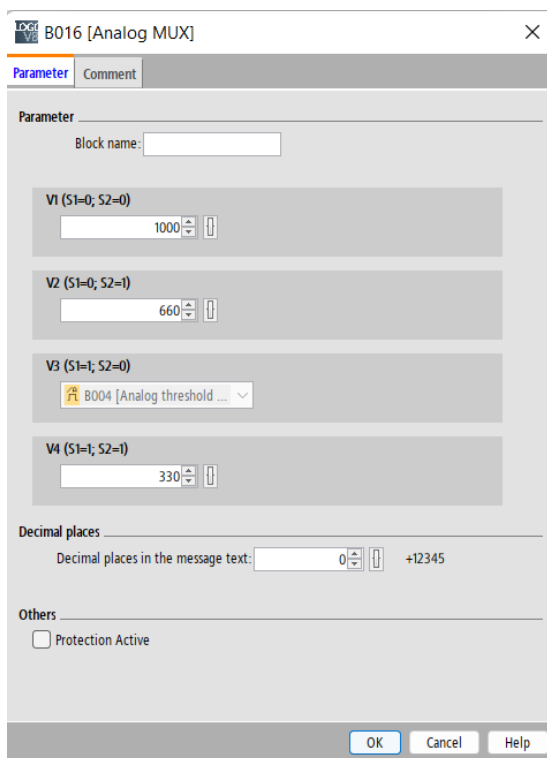 LOGO
V8 B016 [Analog MUX]
Parameter Comment
Parameter
Block name:
V1 (S1=0; S2=0)
1000
V2 (S1=0; S2=1)
660
V3 (S1=1; S2=0)
B004 [Analog threshold ...
V4 (S1=1; S2=1)
330
Decimal places
Decimal places in the message text: 0 +12345
Others
Protection Active
OK Cancel Help